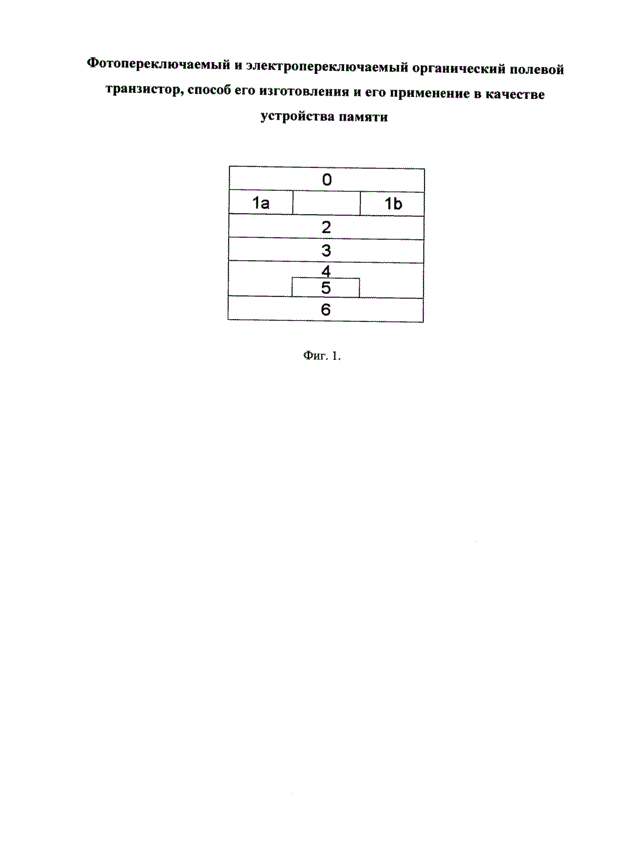 Фотопереключаемый и электропереключаемый органический полевой
транзистор, способ его изготовления и его применение в качестве
устройства памяти
0
1a 1b
2
3
4
5
6
Фиг. 1.